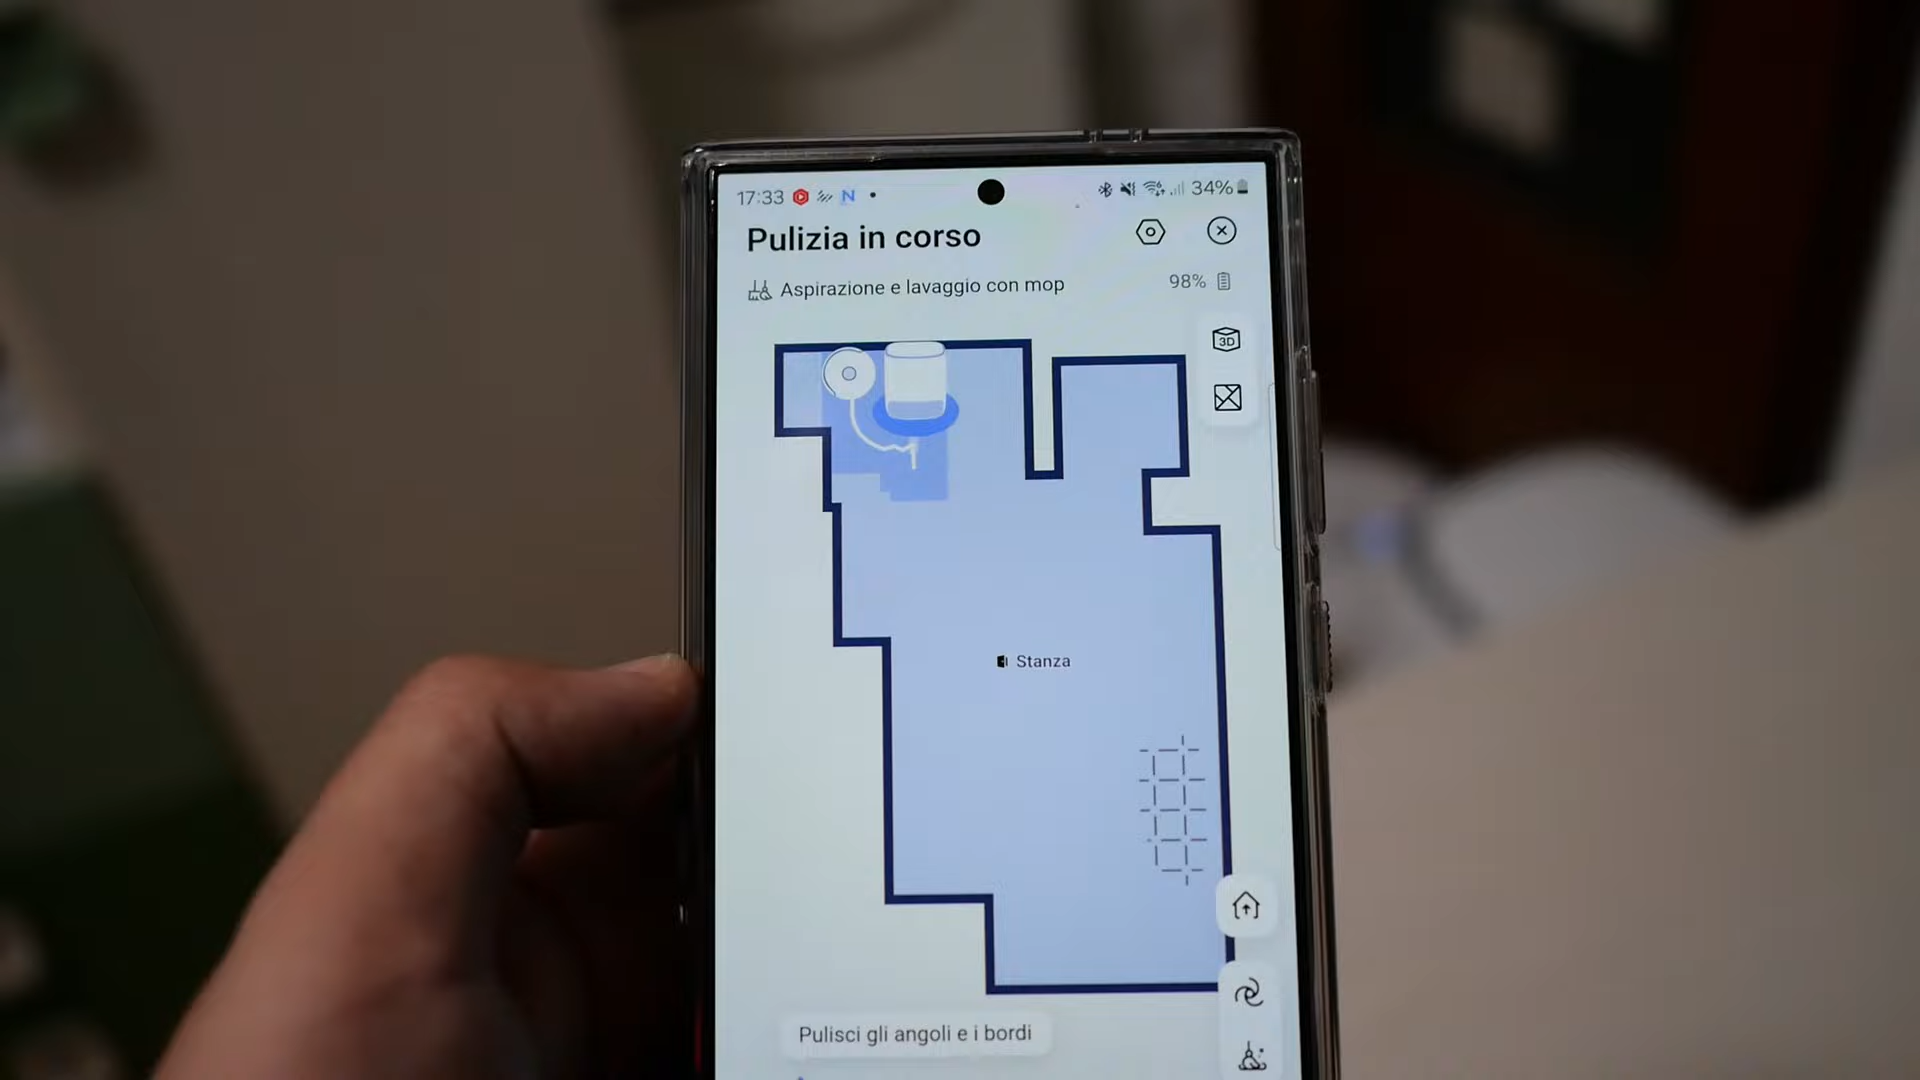 17:33 N 34%
Pulizia in corso
Aspirazione e lavaggio con mop 98%
3D
Stanza
Pulisci gli angoli e i bordi